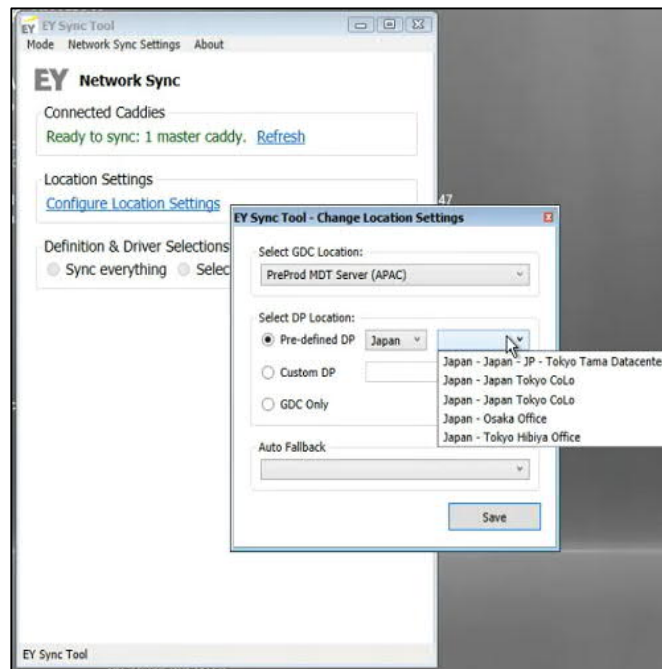 EY EY Sync Tool
Mode Network Sync Settings About
EY Network Sync
Connected Caddies
Ready to sync: 1 master caddy. Refresh
Location Settings
Configure Location Settings
47
Definition & Driver Selections
Sync everything Selec
EY Sync Tool - Change Location Settings
Select GDC Location:
PreProd MDT Server (APAC)
Select DP Location:
Pre-defined DP Japan
Japan - Japan - JP - Tokyo Tama Datacente
Japan - Japan Tokyo CoLo
Japan - Japan Tokyo CoLo
Japan - Osaka Office
Japan - Tokyo Hibiya Office
Custom DP
GDC Only
Auto Fallback
Save
EY Sync Tool